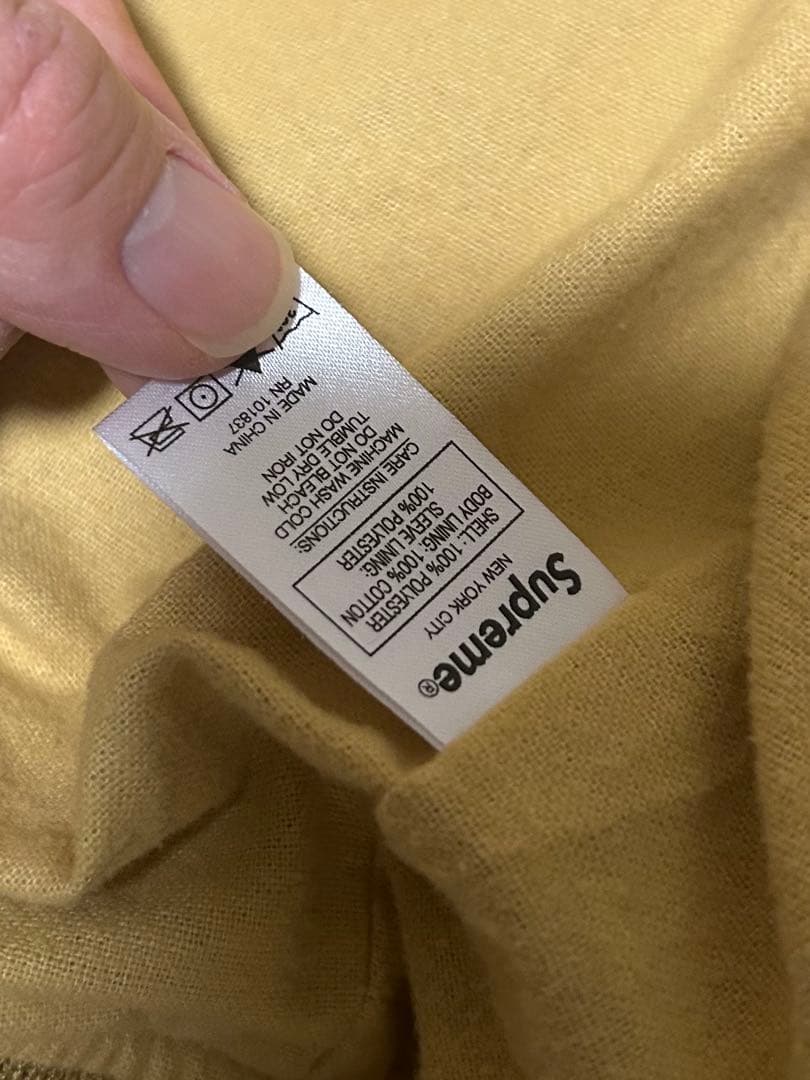 Supreme®
NEW YORK CITY
SHELL: 100% POLYESTER
BODY LINING: 100% COTTON
SLEEVE LINING:
100% POLYESTER
CARE INSTRUCTIONS:
MACHINE WASH COLD
DO NOT BLEACH
TUMBLE DRY LOW
DO NOT IRON
MADE IN CHINA
RN 101837